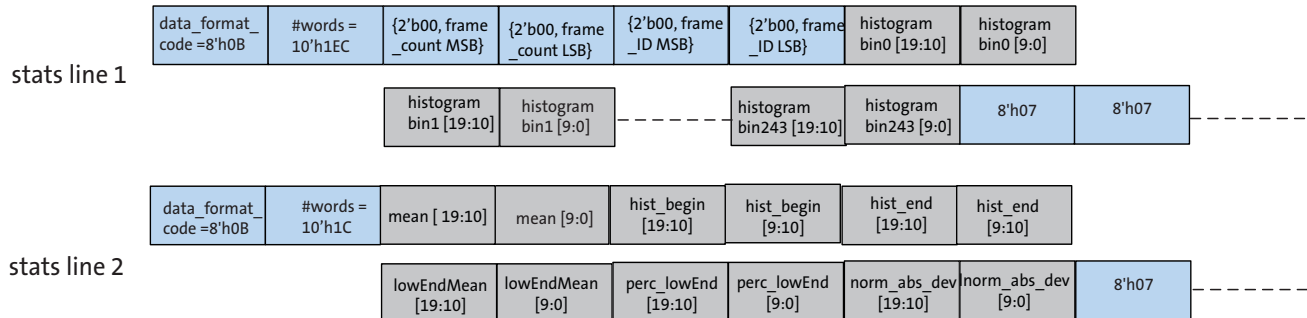 stats line 1
data_format_
code =8'h0B
#words =
10'h1EC
{2'b00, frame
_count MSB}
{2'b00, frame
_count LSB}
{2'b00, frame
_ID MSB}
{2'b00, frame
_ID LSB}
histogram
bin0 [19:10]
histogram
bin0 [9:0]
histogram
bin1 [19:10]
histogram
bin1 [9:0]
histogram
bin243 [19:10]
histogram
bin243 [9:0]
8'h07
8'h07
stats line 2
data_format_
code =8'h0B
#words =
10'h1C
mean [ 19:10]
mean [9:0]
hist_begin
[19:10]
hist_begin
[9:10]
hist_end
[19:10]
hist_end
[9:10]
lowEndMean
[19:10]
lowEndMean
[9:0]
perc_lowEnd
[19:10]
perc_lowEnd
[9:0]
norm_abs_dev
[19:10]
lnorm_abs_dev
[9:0]
8'h07